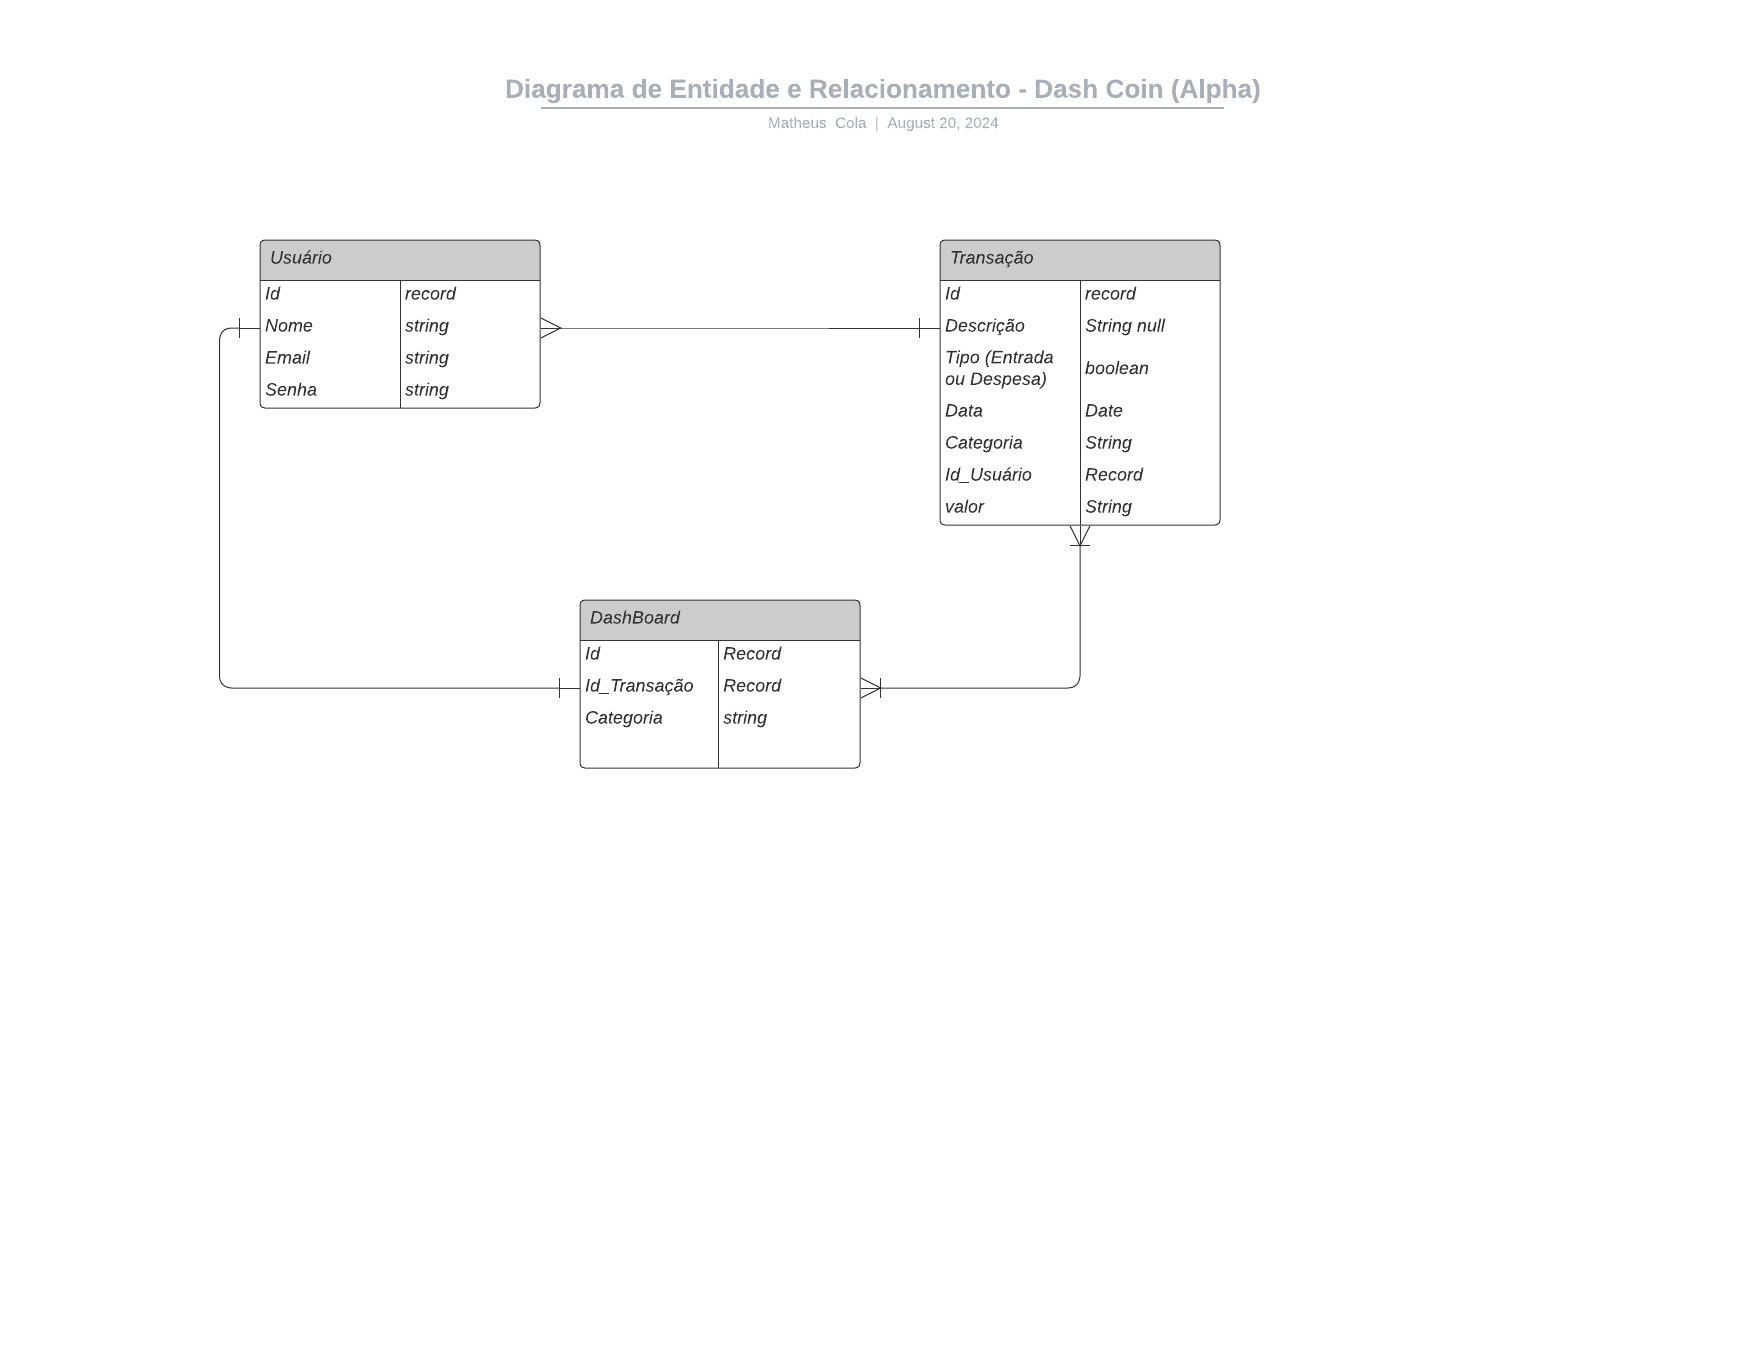 Diagrama de Entidade e Relacionamento - Dash Coin (Alpha)
Matheus Cola | August 20, 2024
Usuário
Id record
Nome string
Email string
Senha string
Transação
Id record
Descrição String null
Tipo (Entrada
ou Despesa) boolean
Data Date
Categoria String
Id_Usuário Record
valor String
DashBoard
Id Record
Id_Transação Record
Categoria string